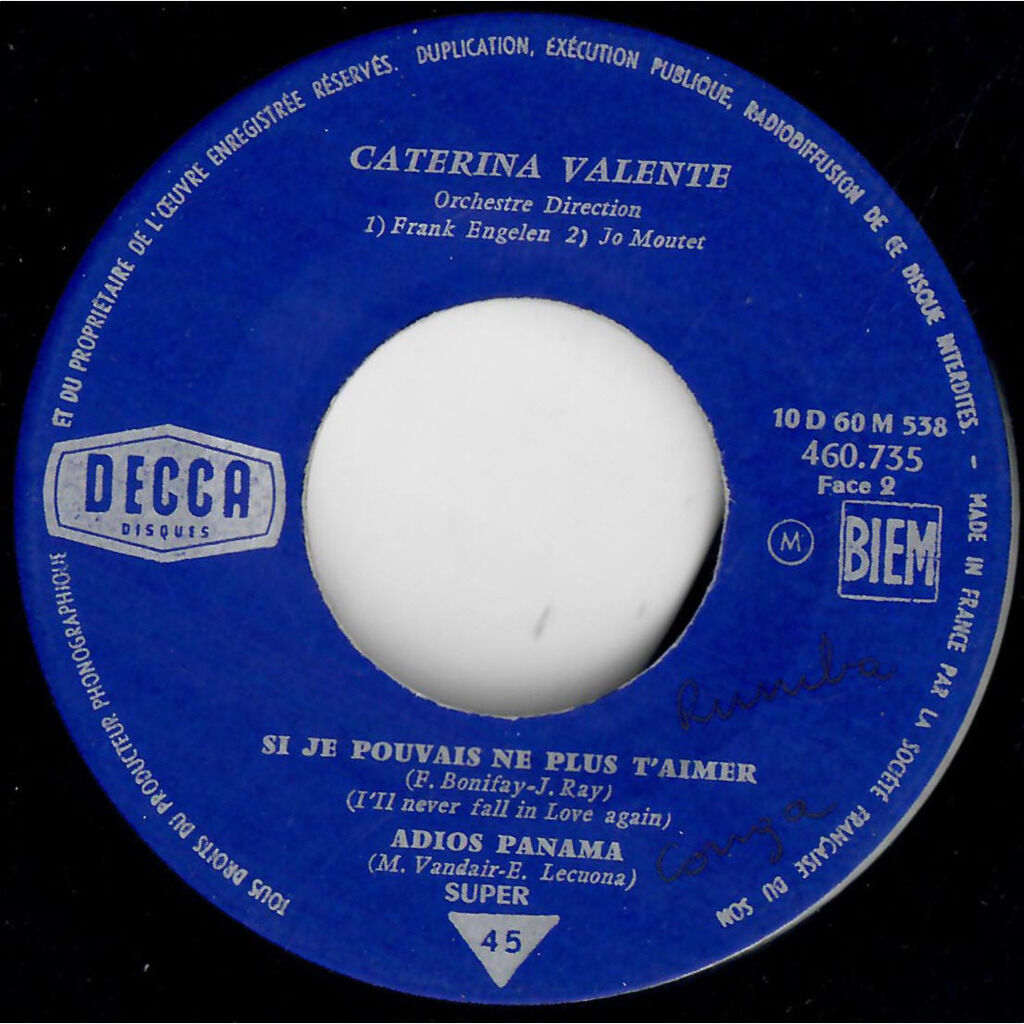 TOUS DROITS DU PRODUCTEUR PHONOGRAPHIQUE ET DU PROPRIÉTAIRE DE L'ŒUVRE ENREGISTRÉE RÉSERVÉS. DUPLICATION, EXÉCUTION PUBLIQUE, RADIODIFFUSION DE CE DISQUE INTERDITES. - MADE IN FRANCE PAR LA SOCIÉTÉ FRANÇAISE DU SON
CATERINA VALENTE
Orchestre Direction
1) Frank Engelen 2) Jo Moutet
DECCA
DISQUES
10 D 60 M 538
460.735
Face 2
M
BIEM
Rumba
SI JE POUVAIS NE PLUS T'AIMER
(F. Bonifay-J. Ray)
(I'll never fall in Love again)
ADIOS PANAMA
Conga
(M. Vandair-E. Lecuona)
SUPER
45